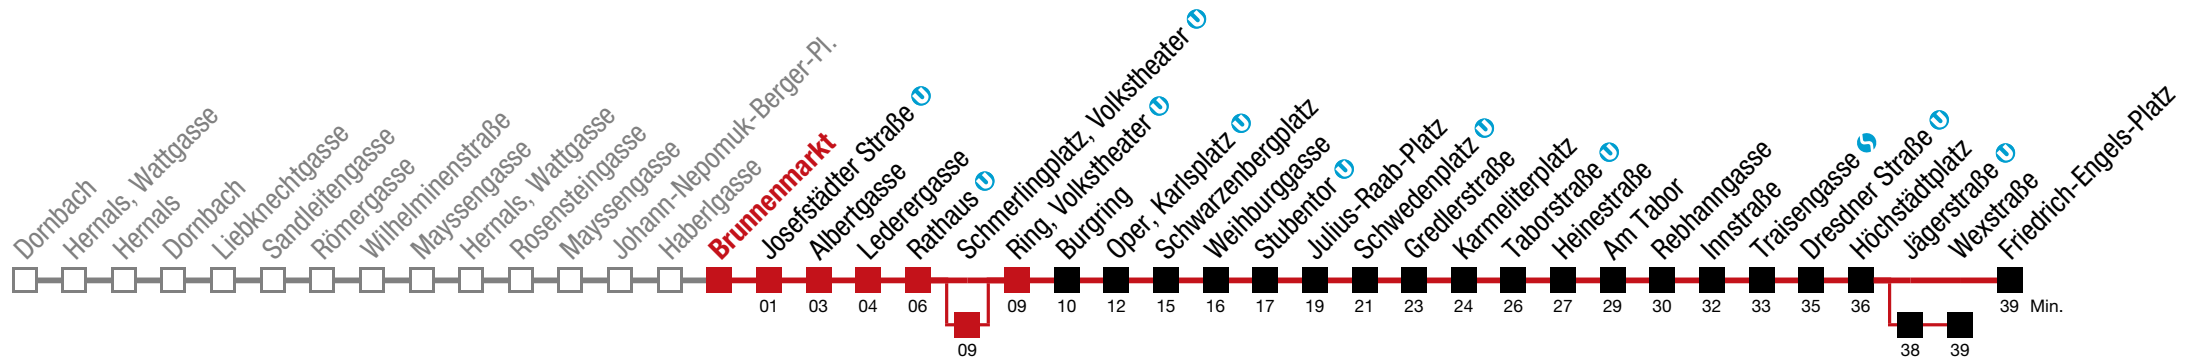 Dornbach
Hernals, Wattgasse
Hernals
Dornbach
Liebknechtgasse
Sandleitengasse
Römergasse
Wilhelminenstraße
Mayssengasse
Hernals, Wattgasse
Rosensteingasse
Mayssengasse
Johann-Nepomuk-Berger-Pl.
Haberlgasse
Brunnenmarkt
Josefstädter Straße U
Albertgasse
Lederergasse
Rathaus U
Schmerlingplatz, Volkstheater U
Ring, Volkstheater U
Burgring
Oper, Karlsplatz U
Schwarzenbergplatz
Weihburggasse
Stubentor U
Julius-Raab-Platz
Schwedenplatz U
Gredlerstraße
Karmeliterplatz
Taborstraße U
Heinestraße
Am Tabor
Rebhanngasse
Innstraße
Traisengasse
Dresdner Straße U
Höchstädtplatz
Jägerstraße U
Wexstraße
Friedrich-Engels-Platz
01 03 04 06 09 10 12 15 16 17 19 21 23 24 26 27 29 30 32 33 35 36 39 Min.
09 38 39